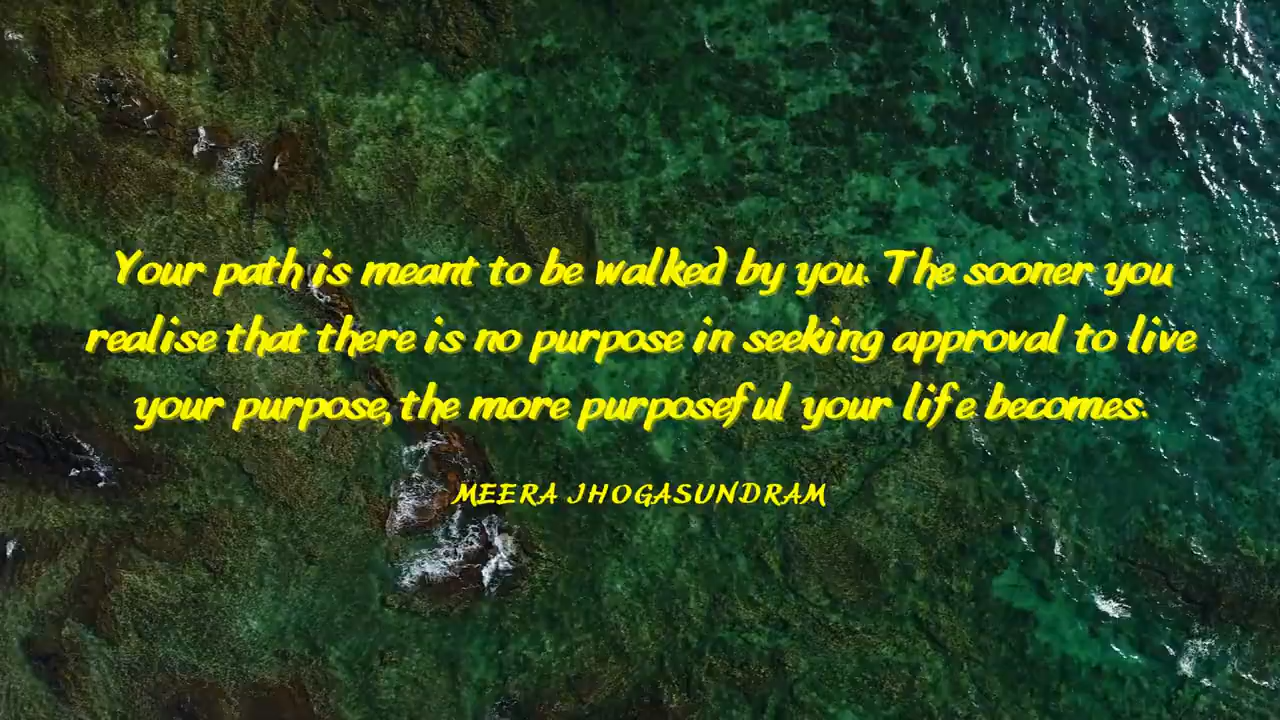 Your path is meant to be walked by you. The sooner you
realise that there is no purpose in seeking approval to live
your purpose, the more purposeful your life becomes.
MEERA JHOGASUNDRAM